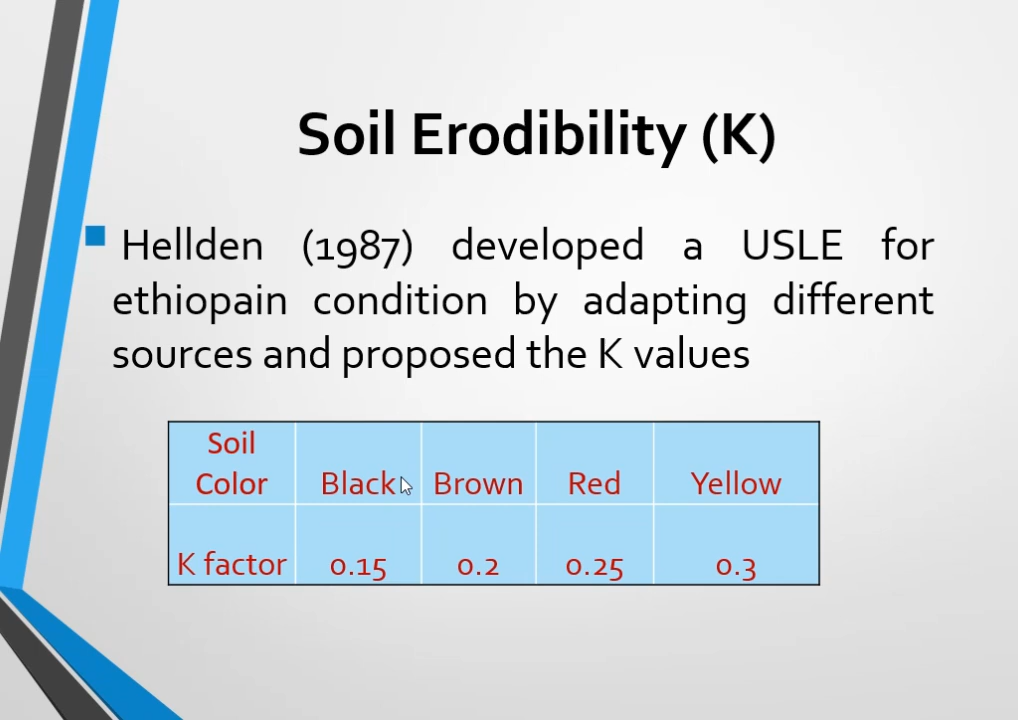 Soil Erodibility (K)
Hellden (1987) developed a USLE for
ethiopain condition by adapting different
sources and proposed the K values
Soil
Color Black Brown Red Yellow
K factor 0.15 0.2 0.25 0.3